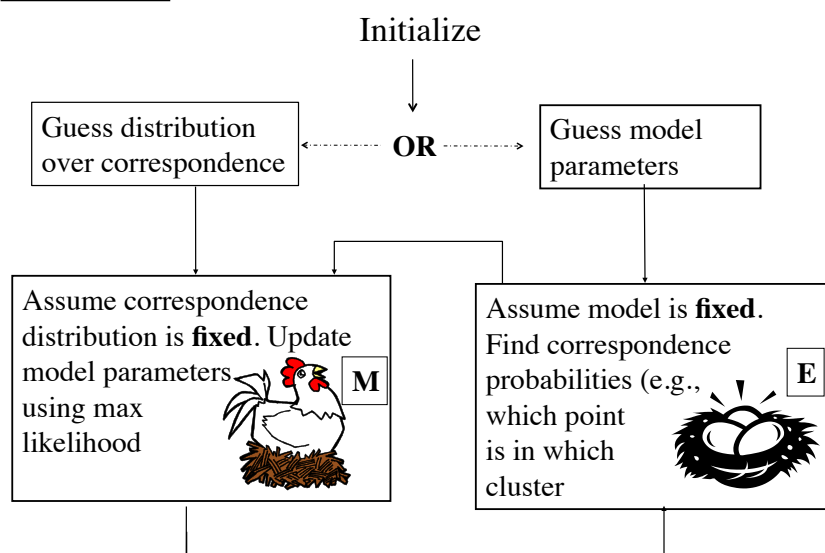 Initialize
Guess distribution
over correspondence
OR
Guess model
parameters
Assume correspondence
distribution is fixed. Update
model parameters
using max
likelihood
M
Assume model is fixed.
Find correspondence
probabilities (e.g.,
which point
is in which
cluster
E